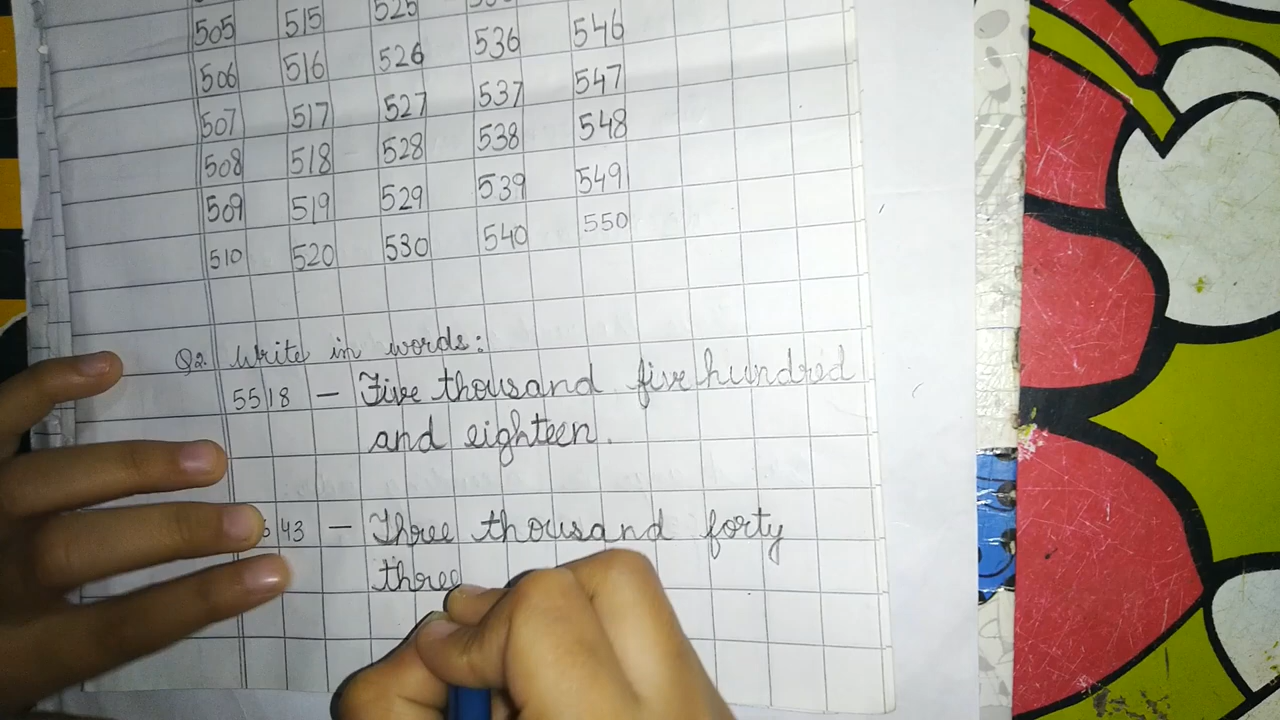 505 515 525
506 516 526 536 546
507 517 527 537 547
508 518 528 538 548
509 519 529 539 549
510 520 530 540 550
Q2. Write in words:
5518 – Five thousand five hundred
and eighteen.
43 – Three thousand forty
three